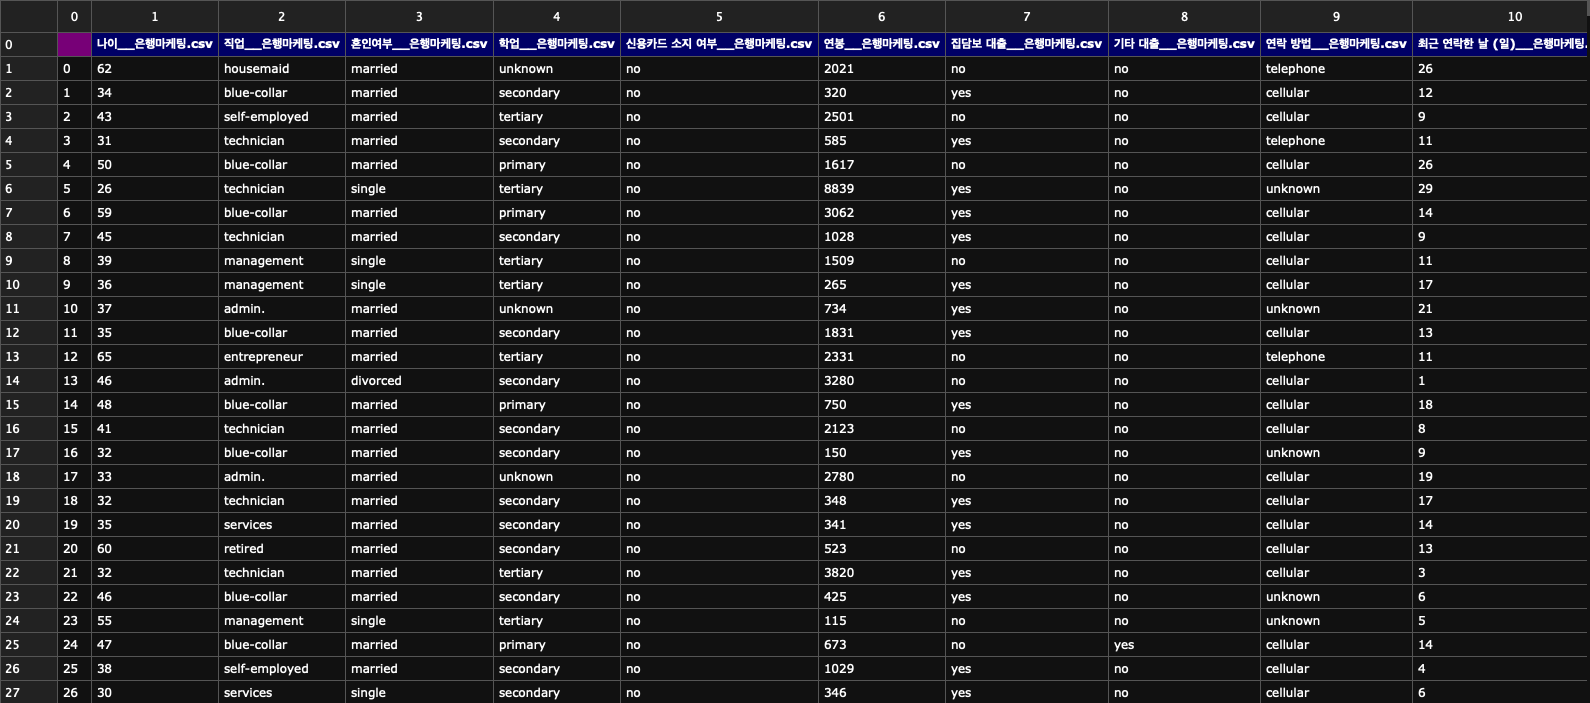 0 1 2 3 4 5 6 7 8 9 10
0 나이___은행마케팅.csv 직업___은행마케팅.csv 혼인여부___은행마케팅.csv 학업___은행마케팅.csv 신용카드 소지 여부___은행마케팅.csv 연봉___은행마케팅.csv 집담보 대출___은행마케팅.csv 기타 대출___은행마케팅.csv 연락 방법___은행마케팅.csv 최근 연락한 날 (일)___은행마케팅.
1 0 62 housemaid married unknown no 2021 no no telephone 26
2 1 34 blue-collar married secondary no 320 yes no cellular 12
3 2 43 self-employed married tertiary no 2501 no no cellular 9
4 3 31 technician married secondary no 585 yes no telephone 11
5 4 50 blue-collar married primary no 1617 no no cellular 26
6 5 26 technician single tertiary no 8839 yes no unknown 29
7 6 59 blue-collar married primary no 3062 yes no cellular 14
8 7 45 technician married secondary no 1028 yes no cellular 9
9 8 39 management single tertiary no 1509 no no cellular 11
10 9 36 management single tertiary no 265 yes no cellular 17
11 10 37 admin. married unknown no 734 yes no unknown 21
12 11 35 blue-collar married secondary no 1831 yes no cellular 13
13 12 65 entrepreneur married tertiary no 2331 no no telephone 11
14 13 46 admin. divorced secondary no 3280 no no cellular 1
15 14 48 blue-collar married primary no 750 yes no cellular 18
16 15 41 technician married secondary no 2123 no no cellular 8
17 16 32 blue-collar married secondary no 150 yes no unknown 9
18 17 33 admin. married unknown no 2780 no no cellular 19
19 18 32 technician married secondary no 348 yes no cellular 17
20 19 35 services married secondary no 341 yes no cellular 14
21 20 60 retired married secondary no 523 no no cellular 13
22 21 32 technician married tertiary no 3820 yes no cellular 3
23 22 46 blue-collar married secondary no 425 yes no unknown 6
24 23 55 management single tertiary no 115 no no unknown 5
25 24 47 blue-collar married primary no 673 no yes cellular 14
26 25 38 self-employed married secondary no 1029 yes no cellular 4
27 26 30 services single secondary no 346 yes no cellular 6